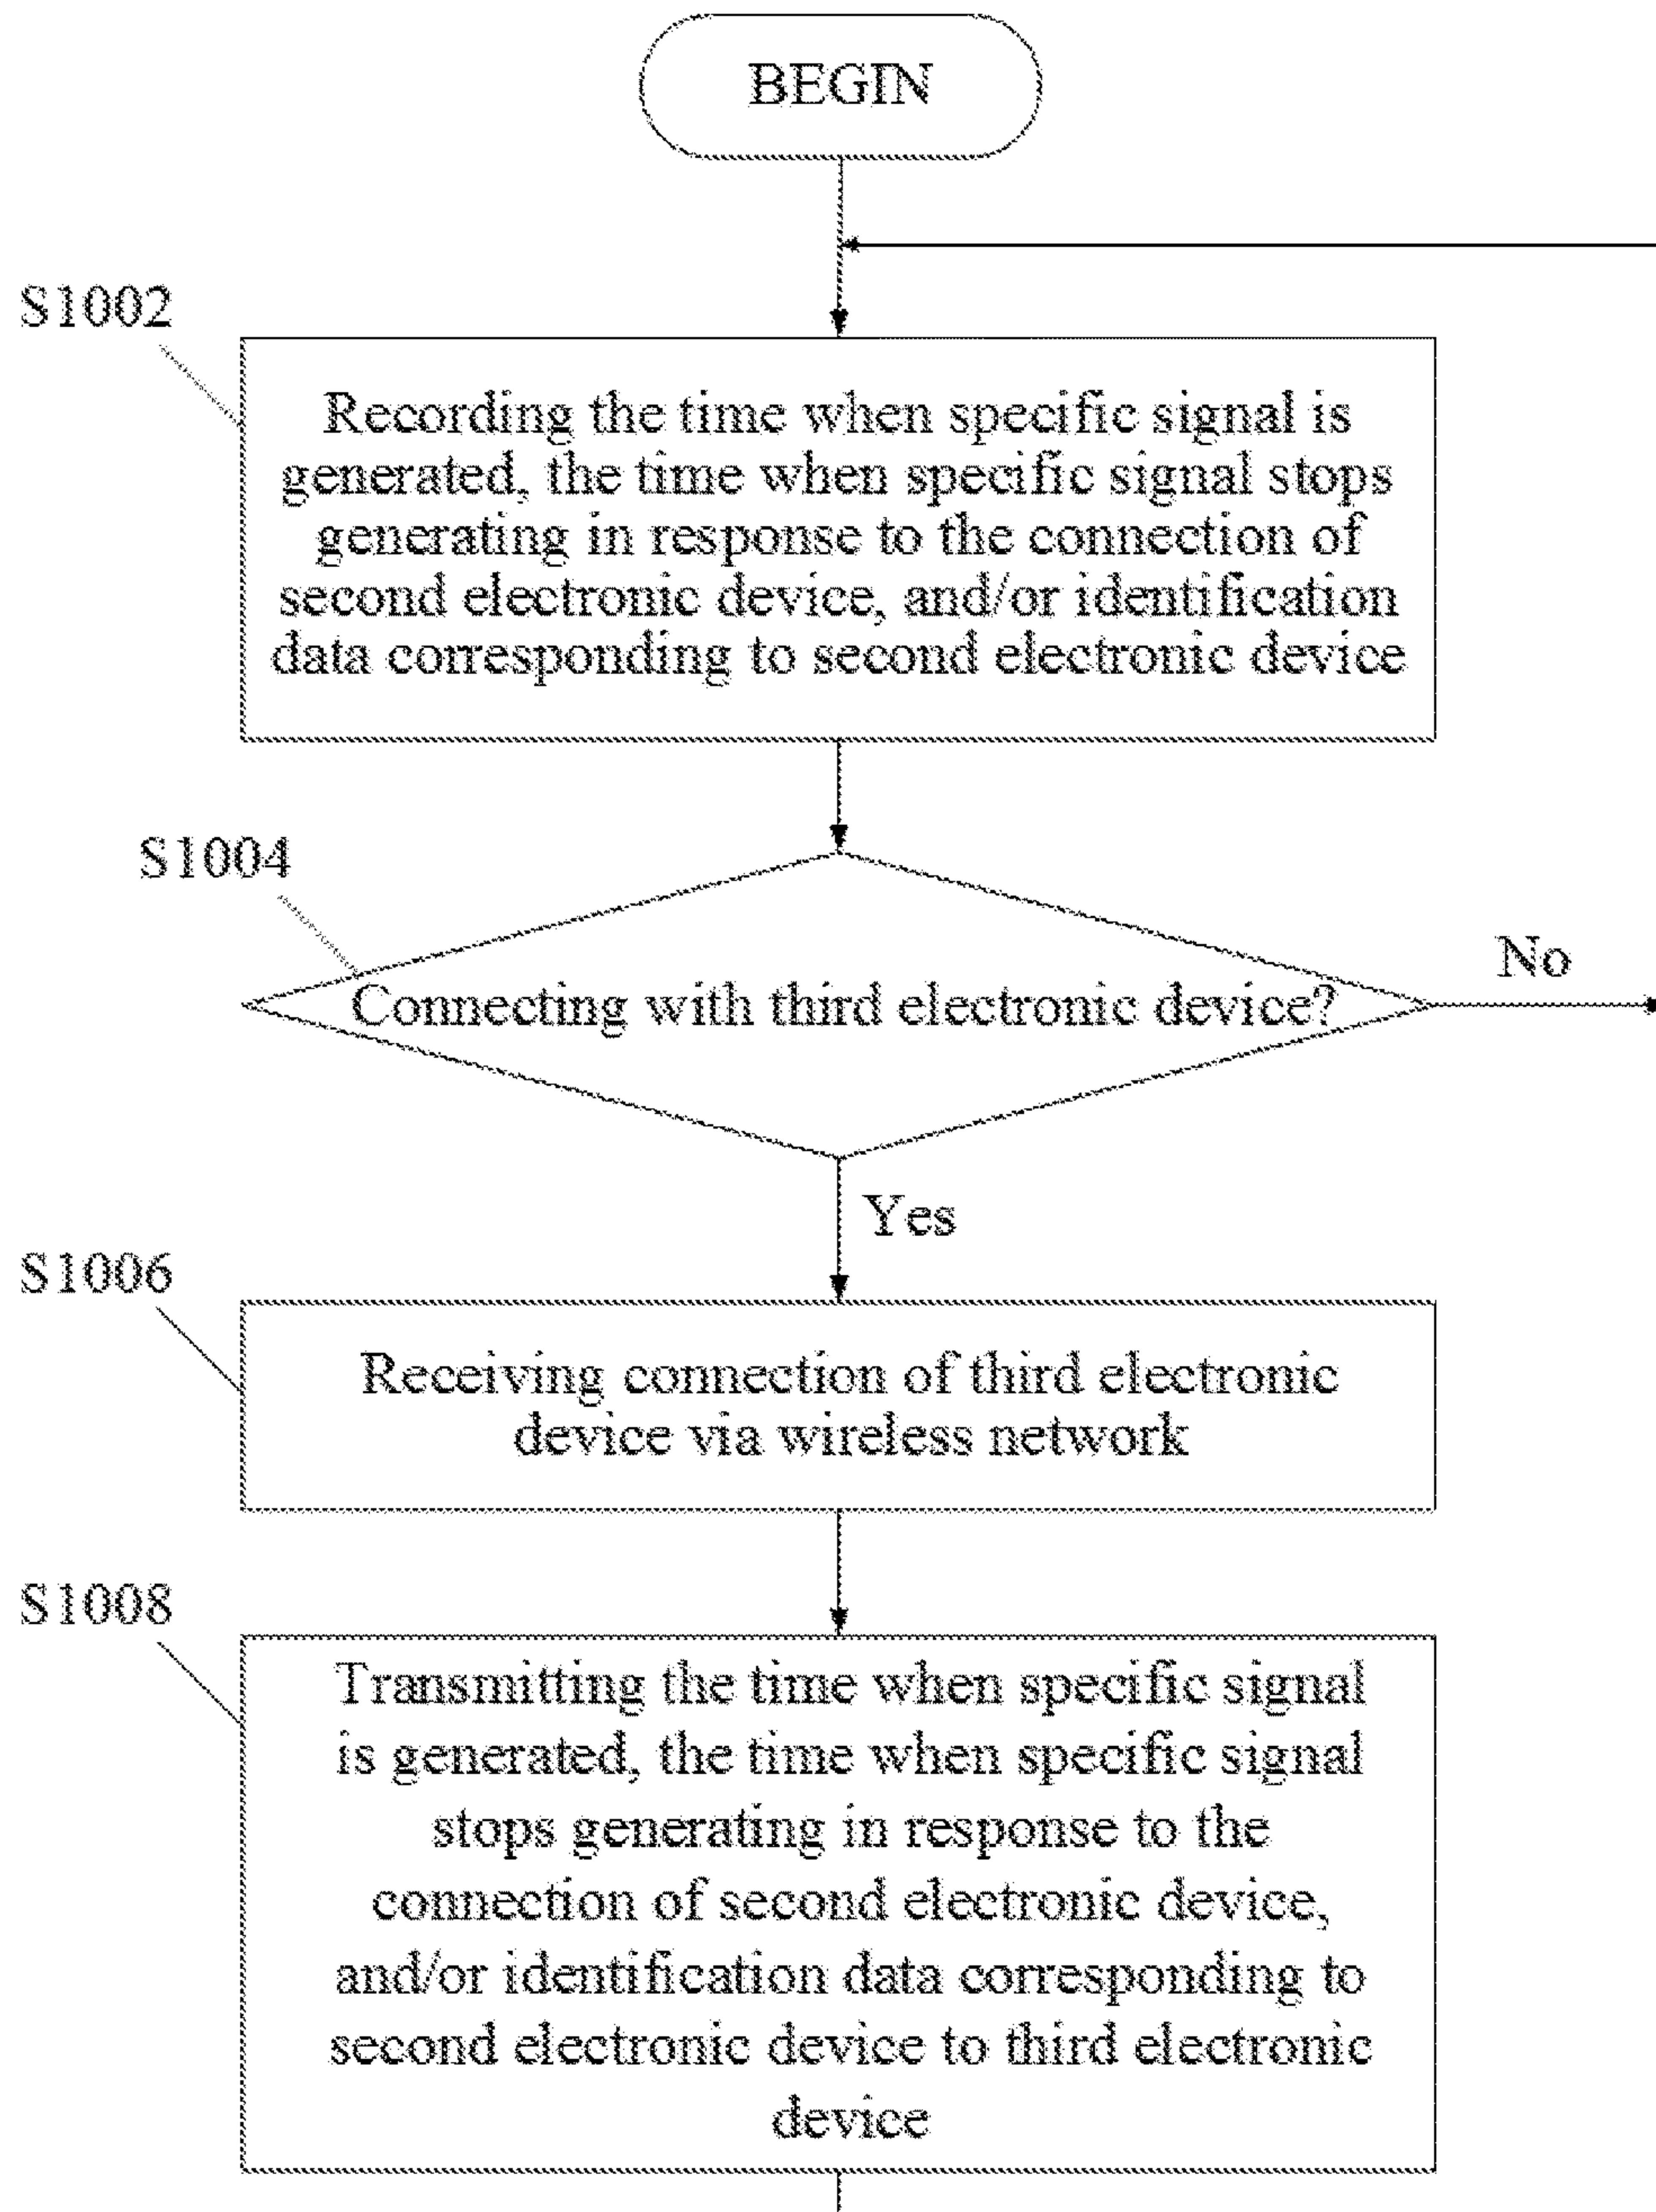 BEGIN
S1002
Recording the time when specific signal is
generated, the time when specific signal stops
generating in response to the connection of
second electronic device, and/or identification
data corresponding to second electronic device
S1004
Connecting with third electronic device?
No
Yes
S1006
Receiving connection of third electronic
device via wireless network
S1008
Transmitting the time when specific signal
is generated, the time when specific signal
stops generating in response to the
connection of second electronic device,
and/or identification data corresponding to
second electronic device to third electronic
device